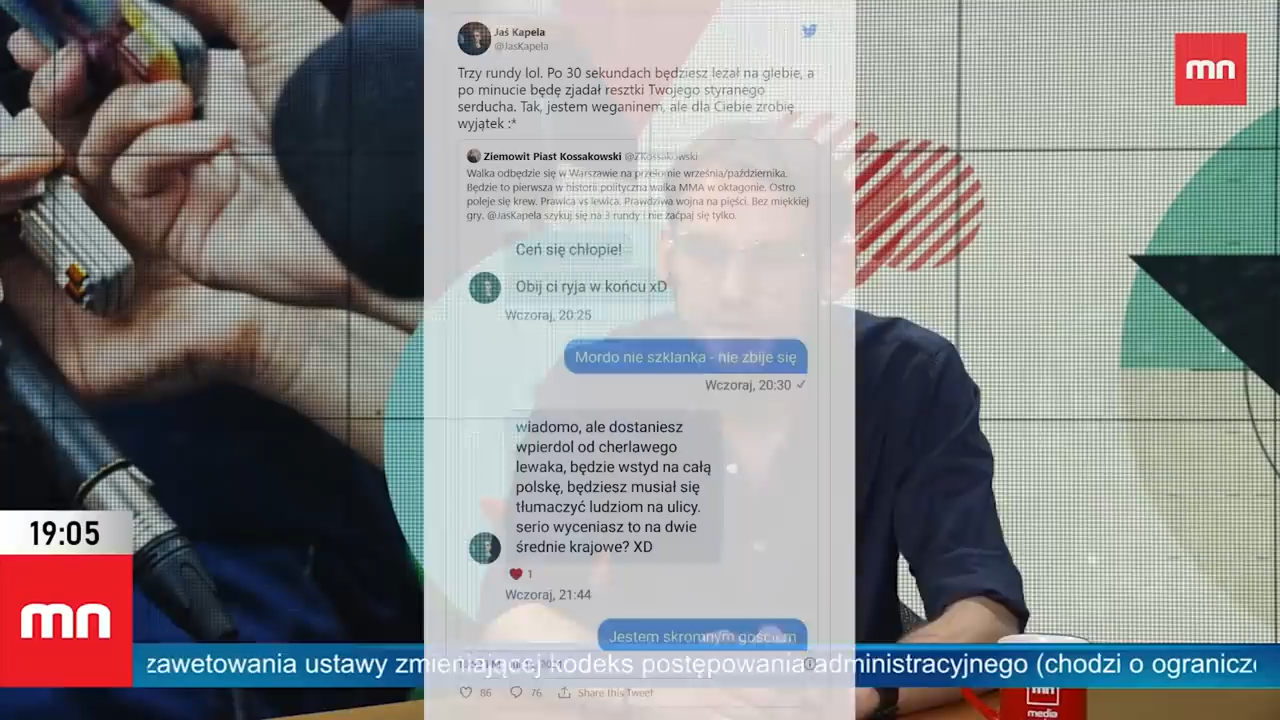 Jaś Kapela
@JasKapela
Trzy rundy lol. Po 30 sekundach będziesz leżał na glebie, a
po minucie będę zjadał resztki Twojego styranego
serducha. Tak, jestem weganinem, ale dla Ciebie zrobię
wyjątek :*
Ziemowit Piast Kossakowski @ZKossakowski
Walka odbędzie się w Warszawie na przełomie września/października.
Będzie to pierwsza w historii polityczna walka MMA w oktagonie. Ostro
poleje się krew. Prawica vs lewica. Prawdziwa wojna na pięści. Bez miękkiej
gry. @JasKapela szykuj się na 3 rundy i nie zaćpaj się tylko.
Ceń się chłopie!
Obij ci ryja w końcu xD
Wczoraj, 20:25
Mordo nie szklanka - nie zbije się
Wczoraj, 20:30 ✓
wiadomo, ale dostaniesz
wpierdol od cherlawego
lewaka, będzie wstyd na całą
polskę, będziesz musiał się
tłumaczyć ludziom na ulicy.
serio wyceniasz to na dwie
średnie krajowe? XD
1
Wczoraj, 21:44
Jestem skromnym gościem
86 76 Share this Tweet
mn
19:05
mn
zawetowania ustawy zmieniającej kodeks postępowania administracyjnego (chodzi o ogranicze
mn
media